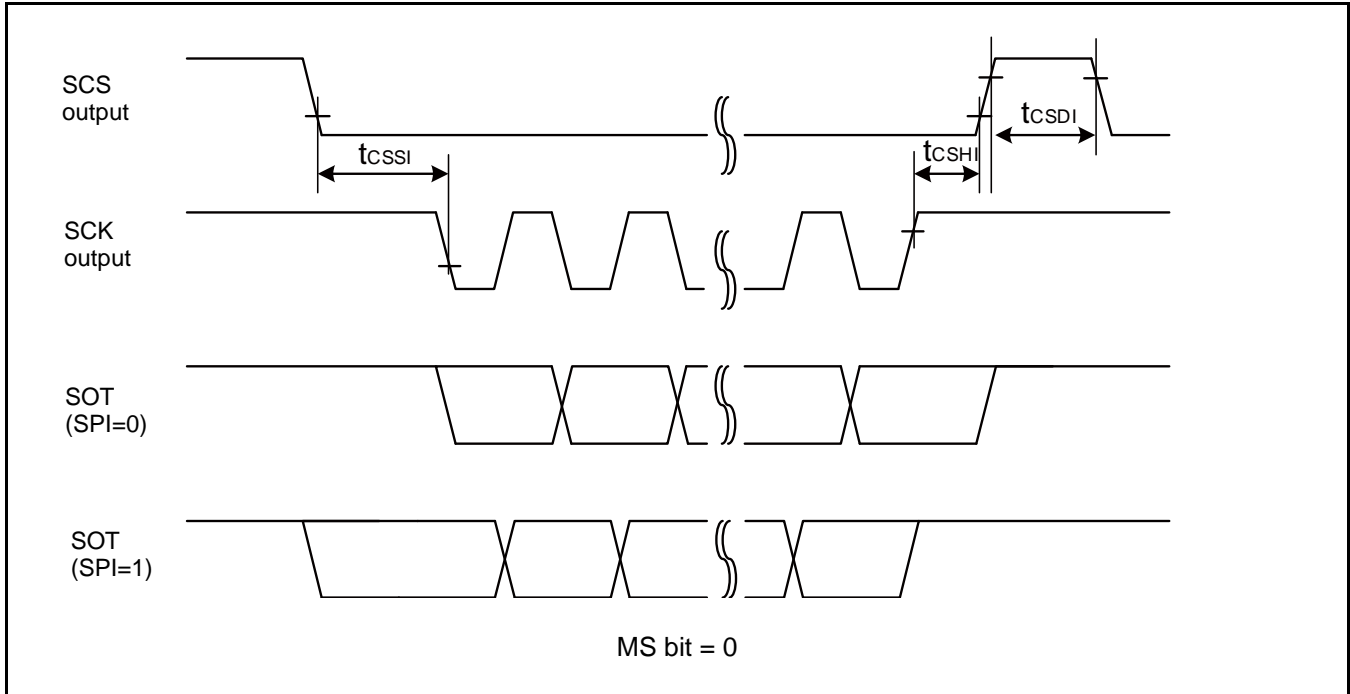 SCS
output
tCSSI
tCSHI
tCSDI
SCK
output
SOT
(SPI=0)
SOT
(SPI=1)
MS bit = 0